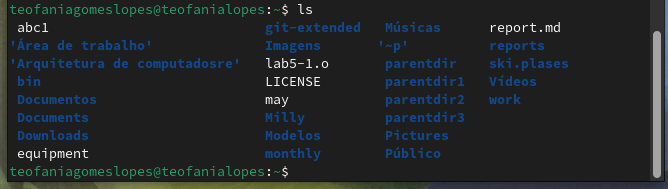 teofaniagomeslopes@teofanialopes:~$ ls
abc1 git-extended Músicas report.md
'Área de trabalho' Imagens '~p' reports
'Arquitetura de computadosre' lab5-1.o parentdir ski.plases
bin LICENSE parentdir1 Vídeos
Documentos may parentdir2 work
Documents Milly parentdir3
Downloads Modelos Pictures
equipment monthly Público
teofaniagomeslopes@teofanialopes:~$